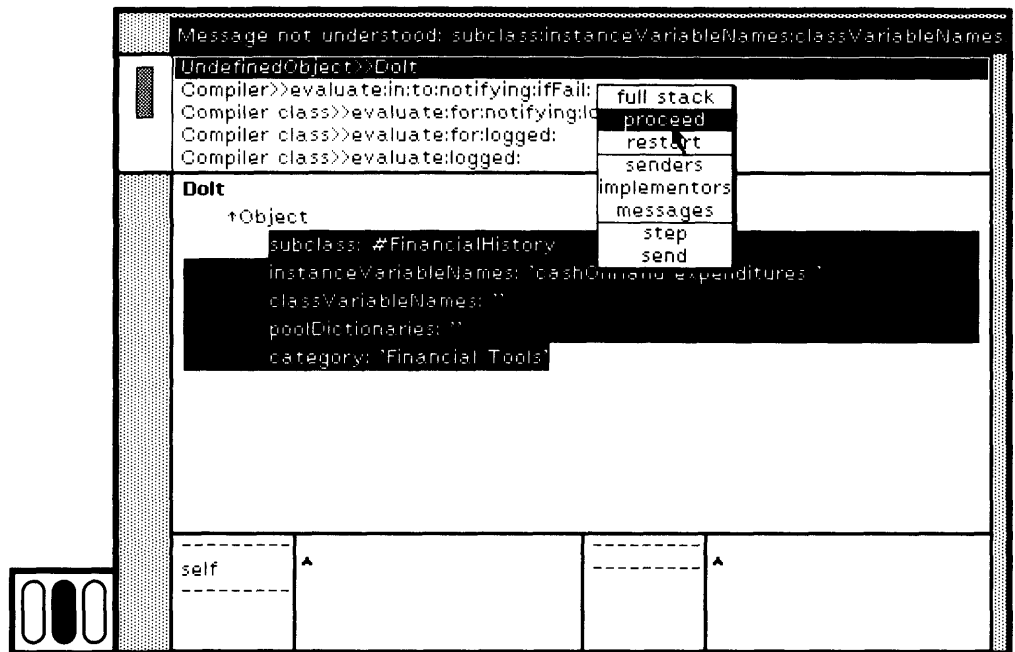 Message not understood: subclass:instanceVariableNames:classVariableNames
UndefinedObject>>DoIt
Compiler>>evaluate:in:to:notifying:ifFail:
Compiler class>>evaluate:for:notifying:lo
Compiler class>>evaluate:for:logged:
Compiler class>>evaluate:logged:
full stack
proceed
restart
senders
implementors
messages
step
send
DoIt
↑Object
subclass: #FinancialHistory
instanceVariableNames: 'cashOnHand expenditures '
classVariableNames: ''
poolDictionaries: ''
category: 'Financial Tools'
self